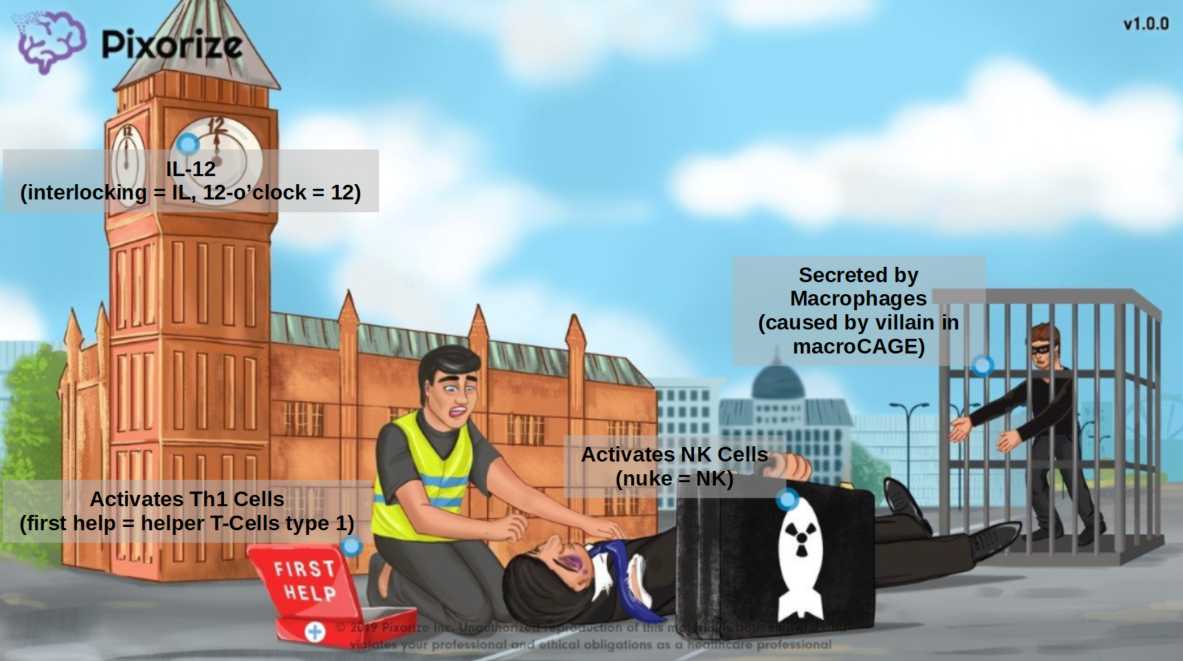 Pixorize
v1.0.0
12
12
IL-12
(interlocking = IL, 12-o’clock = 12)
Secreted by
Macrophages
(caused by villain in
macroCAGE)
Activates NK Cells
(nuke = NK)
Activates Th1 Cells
(first help = helper T-Cells type 1)
FIRST
HELP
© 2019 Pixorize Inc. Unauthorized reproduction of this
violates your professional and ethical obligations as a healthcare professional